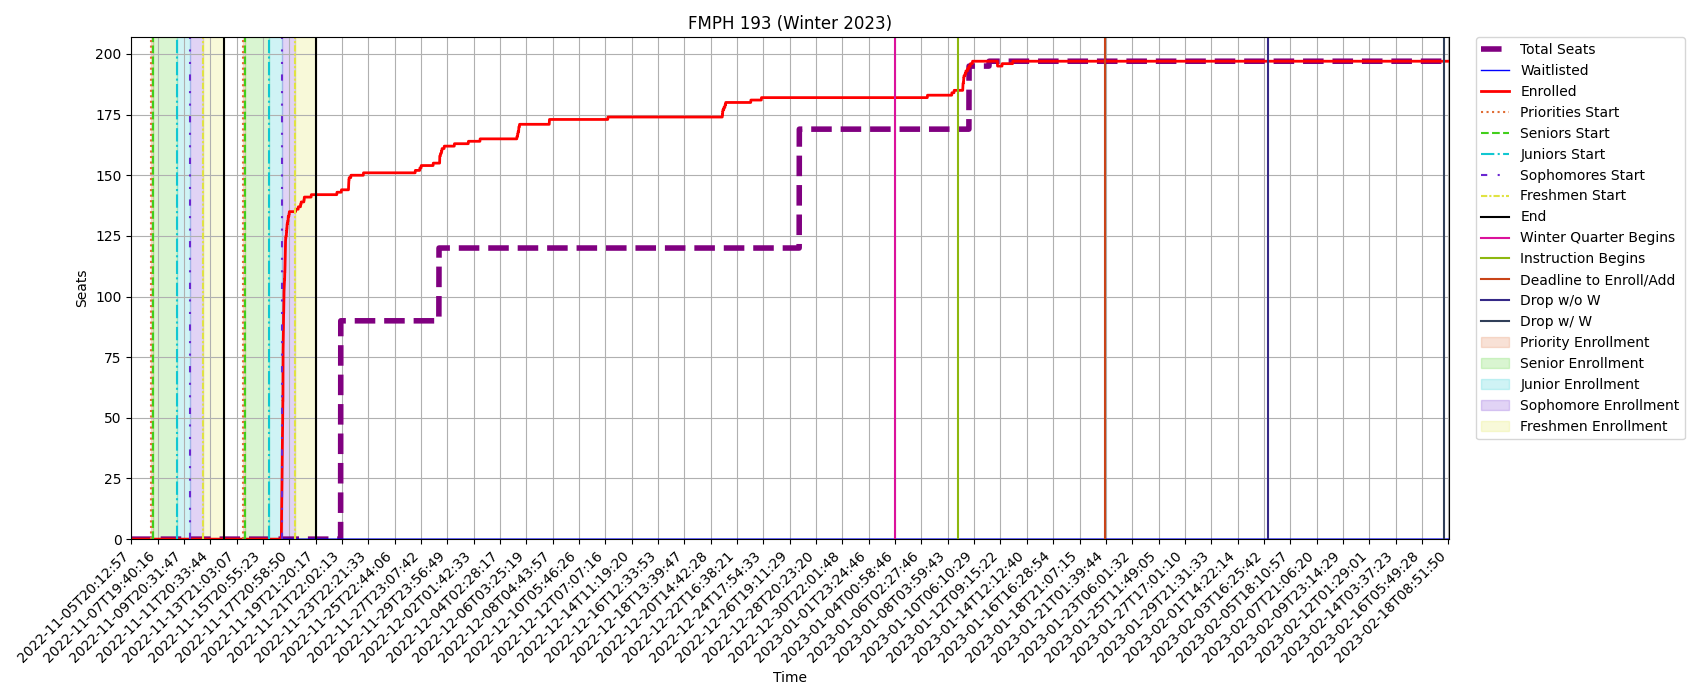 FMPH 193 (Winter 2023)
Seats
200
175
150
125
100
75
50
25
0
2022-11-05T20:12:57
2022-11-07T19:40:16
2022-11-09T20:31:47
2022-11-11T20:33:44
2022-11-13T21:03:07
2022-11-15T20:55:23
2022-11-17T20:58:50
2022-11-19T21:20:17
2022-11-21T22:02:13
2022-11-23T22:21:33
2022-11-25T22:44:06
2022-11-27T23:07:42
2022-11-29T23:56:49
2022-12-02T01:42:33
2022-12-04T02:28:17
2022-12-06T03:25:19
2022-12-08T04:43:57
2022-12-10T05:46:26
2022-12-12T07:07:16
2022-12-14T11:19:20
2022-12-16T12:33:53
2022-12-18T13:39:47
2022-12-20T14:42:28
2022-12-22T16:38:21
2022-12-24T17:54:33
2022-12-26T19:11:29
2022-12-28T20:23:20
2022-12-30T22:01:48
2023-01-01T23:24:46
2023-01-04T00:58:46
2023-01-06T02:27:46
2023-01-08T03:59:43
2023-01-10T06:10:29
2023-01-12T09:15:22
2023-01-14T12:12:40
2023-01-16T16:28:54
2023-01-18T21:07:15
2023-01-21T01:39:44
2023-01-23T06:01:32
2023-01-25T11:49:05
2023-01-27T17:01:10
2023-01-29T21:31:33
2023-02-01T14:22:14
2023-02-03T16:25:42
2023-02-05T18:10:57
2023-02-07T21:06:20
2023-02-09T23:14:29
2023-02-12T01:29:01
2023-02-14T03:37:23
2023-02-16T05:49:28
2023-02-18T08:51:50
Time
Total Seats
Waitlisted
Enrolled
Priorities Start
Seniors Start
Juniors Start
Sophomores Start
Freshmen Start
End
Winter Quarter Begins
Instruction Begins
Deadline to Enroll/Add
Drop w/o W
Drop w/ W
Priority Enrollment
Senior Enrollment
Junior Enrollment
Sophomore Enrollment
Freshmen Enrollment